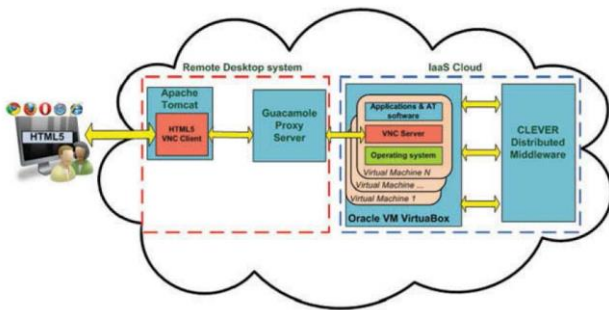 Remote Desktop system
IaaS Cloud
HTML5
Apache
Tomcat
HTML5
VNC Client
Guacamole
Proxy
Server
Applications & AT
software
VNC Server
Operating system
Virtual Machine N
Virtual Machine ...
Virtual Machine 1
Oracle VM VirtuaBox
CLEVER
Distributed
Middleware